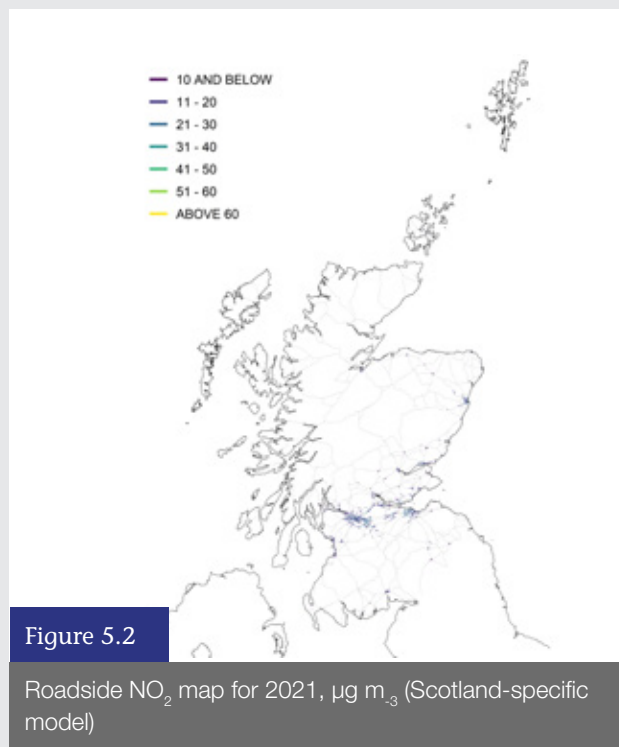 10 AND BELOW
11 - 20
21 - 30
31 - 40
41 - 50
51 - 60
ABOVE 60
Figure 5.2
Roadside NO₂ map for 2021, µg m₋₃ (Scotland-specific
model)